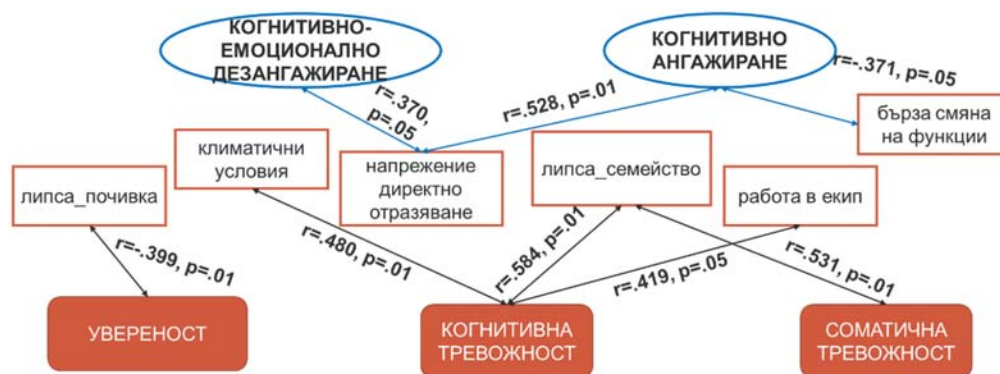 КОГНИТИВНО-
ЕМОЦИОНАЛНО
ДЕЗАНГАЖИРАНЕ
КОГНИТИВНО
АНГАЖИРАНЕ
r=-.371, p=.05
r=.370,
p=.05
r=.528, p=.01
бърза смяна
на функции
климатични
условия
напрежение
директно
отразяване
липса_семейство
липса_почивка
работа в екип
r=-.399, p=.01
r=.480, p=.01
r=.584, p=.01
r=.419, p=.05
r=.531, p=.01
УВЕРЕНОСТ
КОГНИТИВНА
ТРЕВОЖНОСТ
СОМАТИЧНА
ТРЕВОЖНОСТ